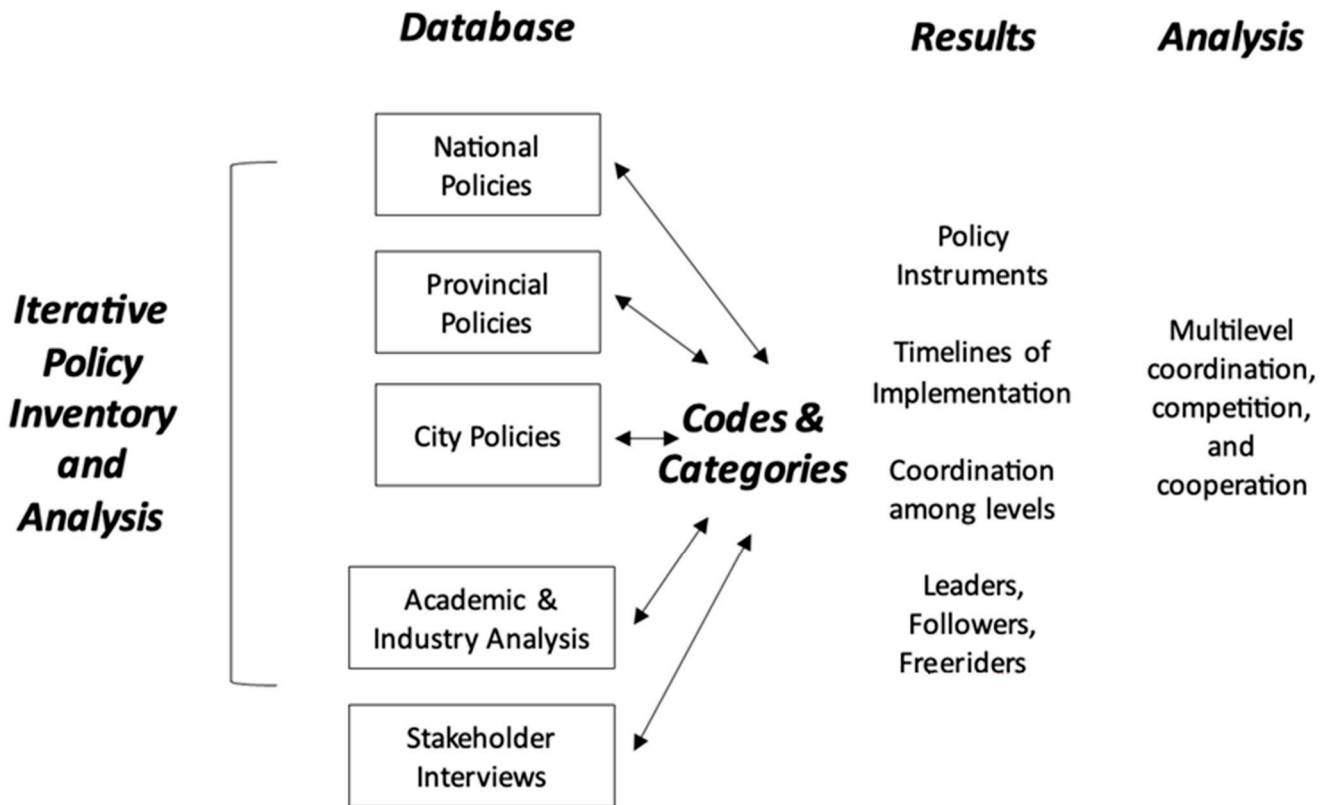 Database
Results
Analysis
Iterative
Policy
Inventory
and
Analysis
National
Policies
Provincial
Policies
City Policies
Academic &
Industry Analysis
Stakeholder
Interviews
Codes &
Categories
Policy
Instruments
Timelines of
Implementation
Coordination
among levels
Leaders,
Followers,
Freeriders
Multilevel
coordination,
competition,
and
cooperation